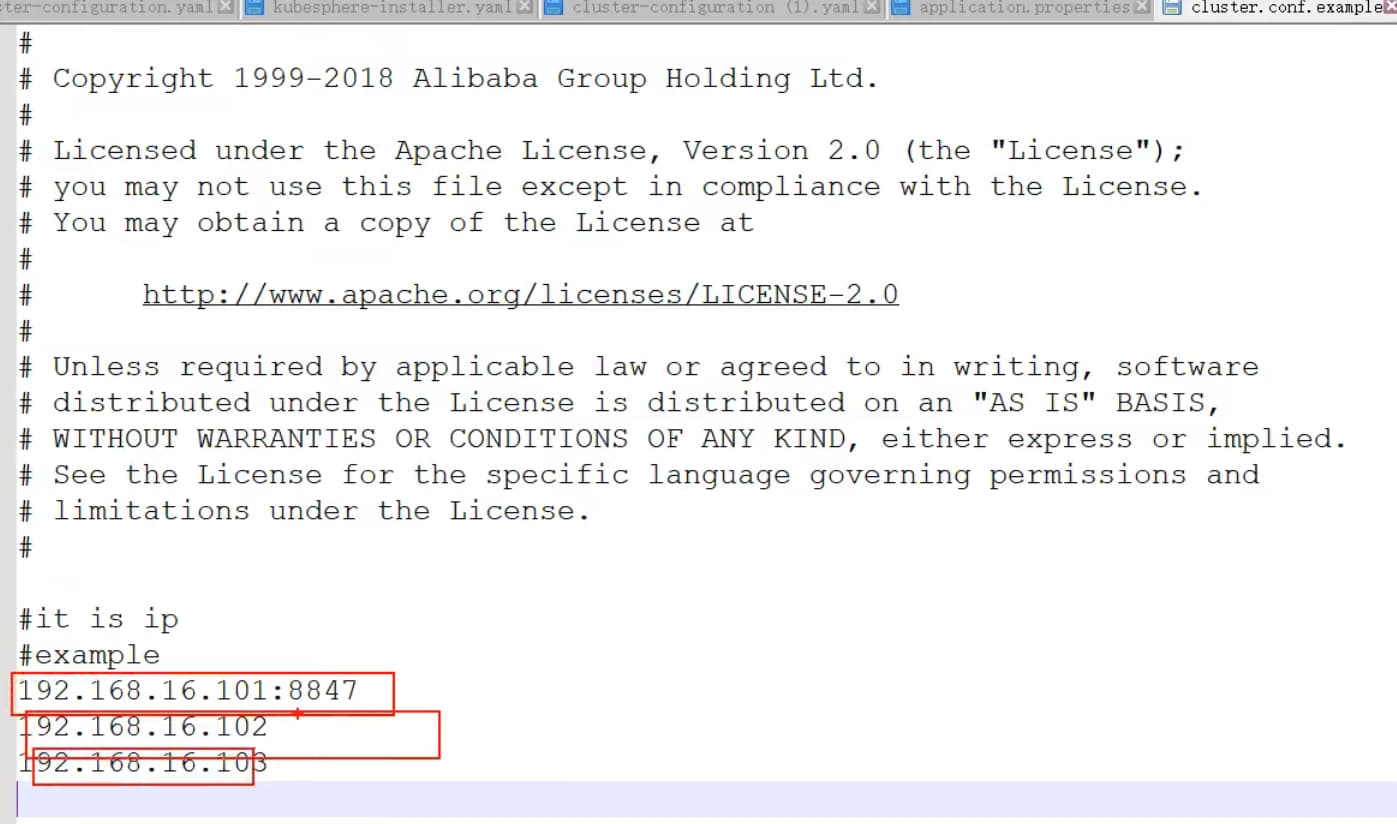 ster-configuration.yaml kubesphere-installer.yaml cluster-configuration (1).yaml application.properties cluster.conf.example
#
# Copyright 1999-2018 Alibaba Group Holding Ltd.
#
# Licensed under the Apache License, Version 2.0 (the "License");
# you may not use this file except in compliance with the License.
# You may obtain a copy of the License at
#
#      http://www.apache.org/licenses/LICENSE-2.0
#
# Unless required by applicable law or agreed to in writing, software
# distributed under the License is distributed on an "AS IS" BASIS,
# WITHOUT WARRANTIES OR CONDITIONS OF ANY KIND, either express or implied.
# See the License for the specific language governing permissions and
# limitations under the License.
#
#it is ip
#example
192.168.16.101:8847
192.168.16.102
192.168.16.103